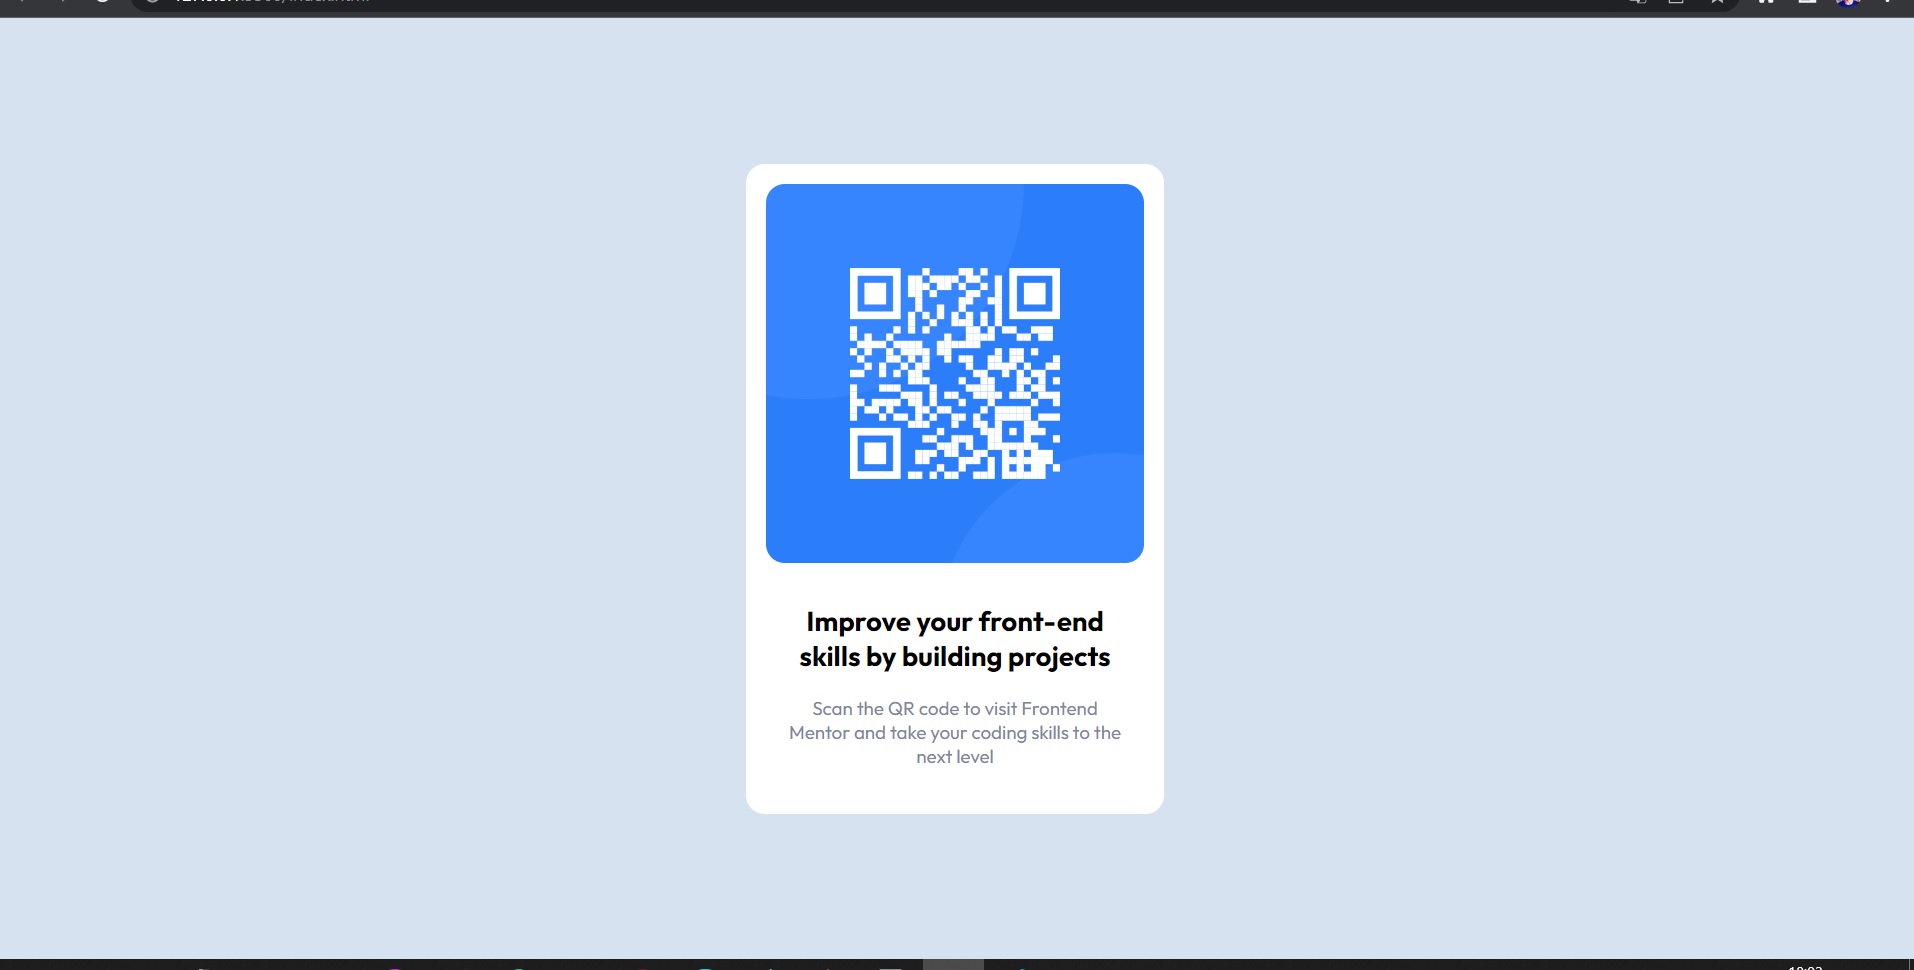 Improve your front-end
skills by building projects
Scan the QR code to visit Frontend
Mentor and take your coding skills to the
next level